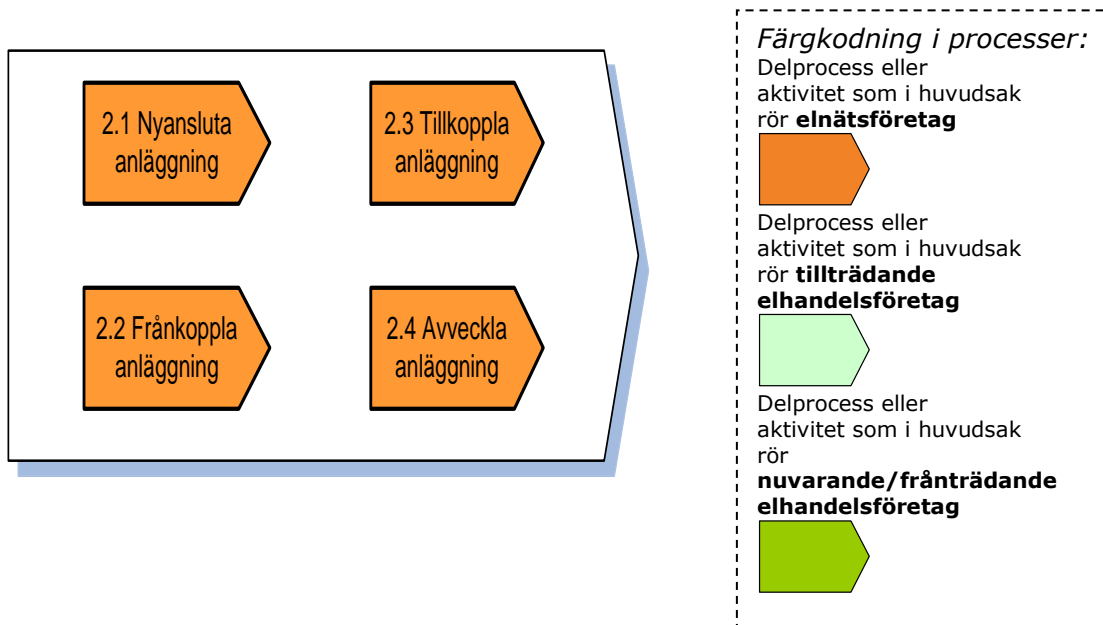 2.1 Nyansluta
anläggning
2.3 Tillkoppla
anläggning
2.2 Frånkoppla
anläggning
2.4 Avveckla
anläggning
Färgkodning i processer:
Delprocess eller
aktivitet som i huvudsak
rör elnätsföretag
Delprocess eller
aktivitet som i huvudsak
rör tillträdande
elhandelsföretag
Delprocess eller
aktivitet som i huvudsak
rör
nuvarande/frånträdande
elhandelsföretag